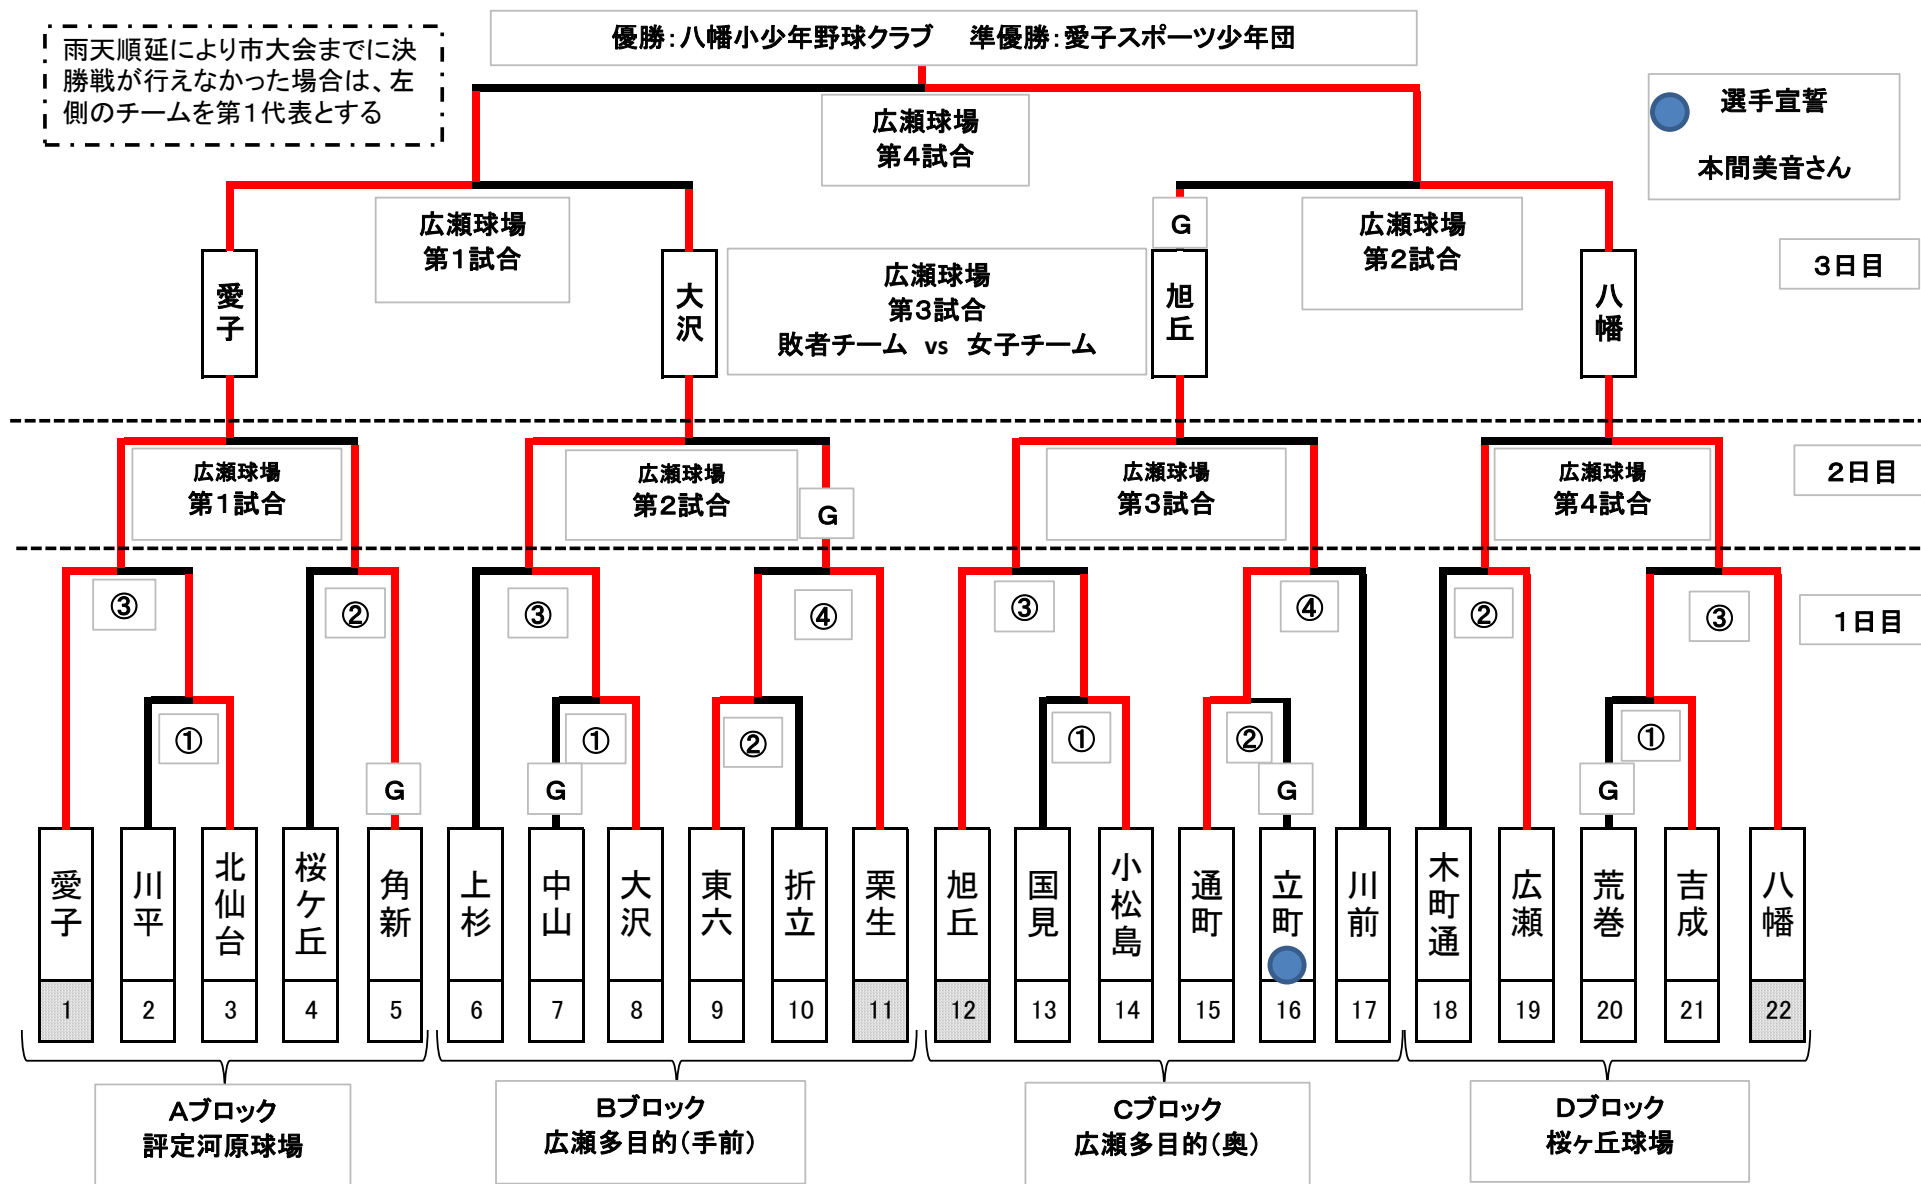 優勝：八幡小少年野球クラブ　準優勝：愛子スポーツ少年団
雨天順延により市大会までに決
勝戦が行えなかった場合は、左
側のチームを第１代表とする
選手宣誓
本間美音さん
広瀬球場
第４試合
広瀬球場
第１試合
G
広瀬球場
第２試合
３日目
愛子
大沢
広瀬球場
第３試合
敗者チーム vs 女子チーム
旭丘
八幡
広瀬球場
第１試合
広瀬球場
第２試合
G
広瀬球場
第３試合
広瀬球場
第４試合
２日目
③
②
③
④
③
④
②
③
１日目
①
①
②
①
②
①
G
G
G
G
愛子
川平
北仙台
桜ケ丘
角新
上杉
中山
大沢
東六
折立
栗生
旭丘
国見
小松島
通町
立町
川前
木町通
広瀬
荒巻
吉成
八幡
1 2 3 4 5 6 7 8 9 10 11 12 13 14 15 16 17 18 19 20 21 22
Aブロック
評定河原球場
Bブロック
広瀬多目的（手前）
Cブロック
広瀬多目的（奥）
Dブロック
桜ヶ丘球場